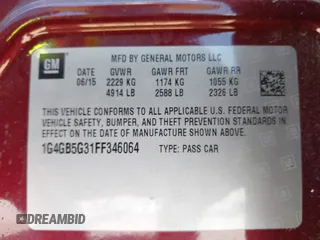 GM
MFD BY GENERAL MOTORS LLC
DATE GVWR GAWR FRT GAWR RR
06/15 2229 KG 1174 KG 1055 KG
4914 LB 2588 LB 2326 LB
THIS VEHICLE CONFORMS TO ALL APPLICABLE U.S. FEDERAL MOTOR
VEHICLE SAFETY, BUMPER, AND THEFT PREVENTION STANDARDS IN
EFFECT ON THE DATE OF MANUFACTURE SHOWN ABOVE.
1G4GB5G31FF346064 TYPE: PASS CAR
DREAMBID